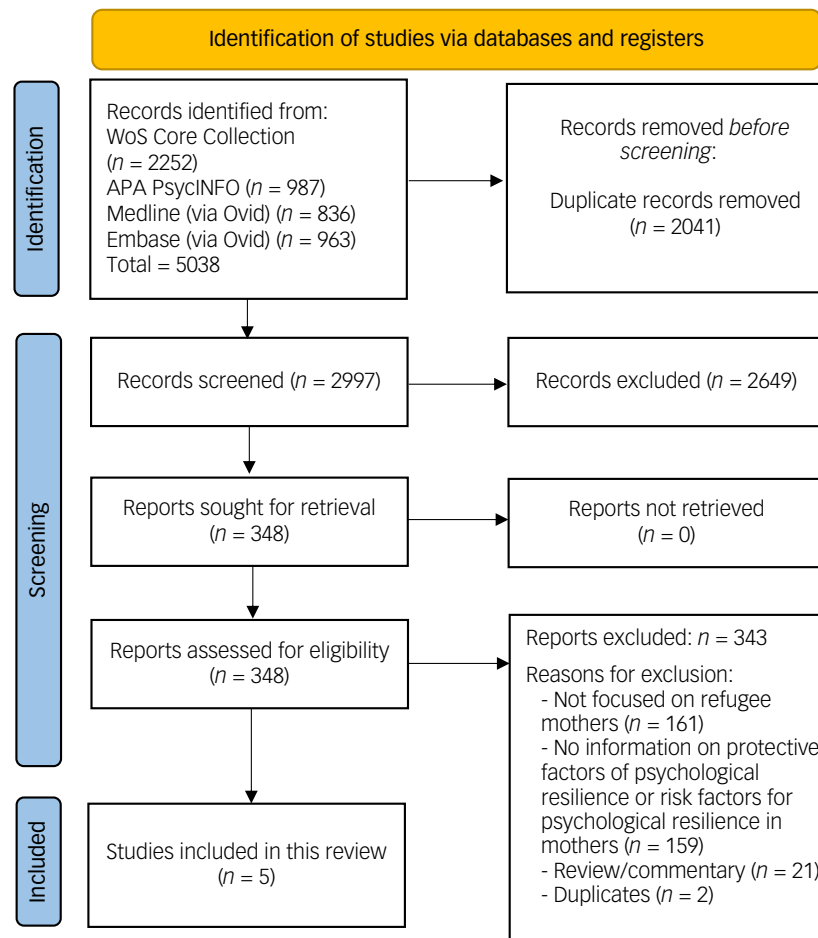 Identification of studies via databases and registers
Identification
Records identified from:
WoS Core Collection
(n = 2252)
APA PsycINFO (n = 987)
Medline (via Ovid) (n = 836)
Embase (via Ovid) (n = 963)
Total = 5038
Records removed before
screening:
Duplicate records removed
(n = 2041)
Screening
Records screened (n = 2997)
Records excluded (n = 2649)
Reports sought for retrieval
(n = 348)
Reports not retrieved
(n = 0)
Reports assessed for eligibility
(n = 348)
Reports excluded: n = 343
Reasons for exclusion:
- Not focused on refugee
mothers (n = 161)
- No information on protective
factors of psychological
resilience or risk factors for
psychological resilience in
mothers (n = 159)
- Review/commentary (n = 21)
- Duplicates (n = 2)
Included
Studies included in this review
(n = 5)